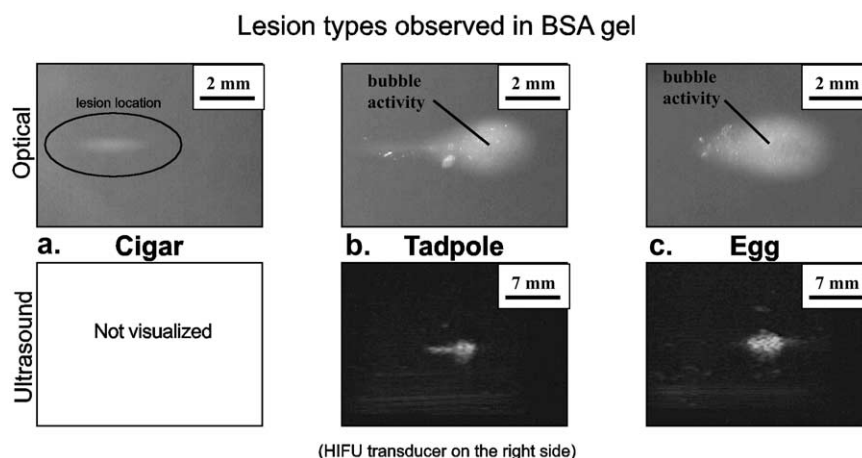 Lesion types observed in BSA gel
Optical
lesion location
2 mm
bubble
activity
2 mm
bubble
activity
2 mm
a. Cigar
b. Tadpole
c. Egg
Ultrasound
Not visualized
7 mm
7 mm
(HIFU transducer on the right side)